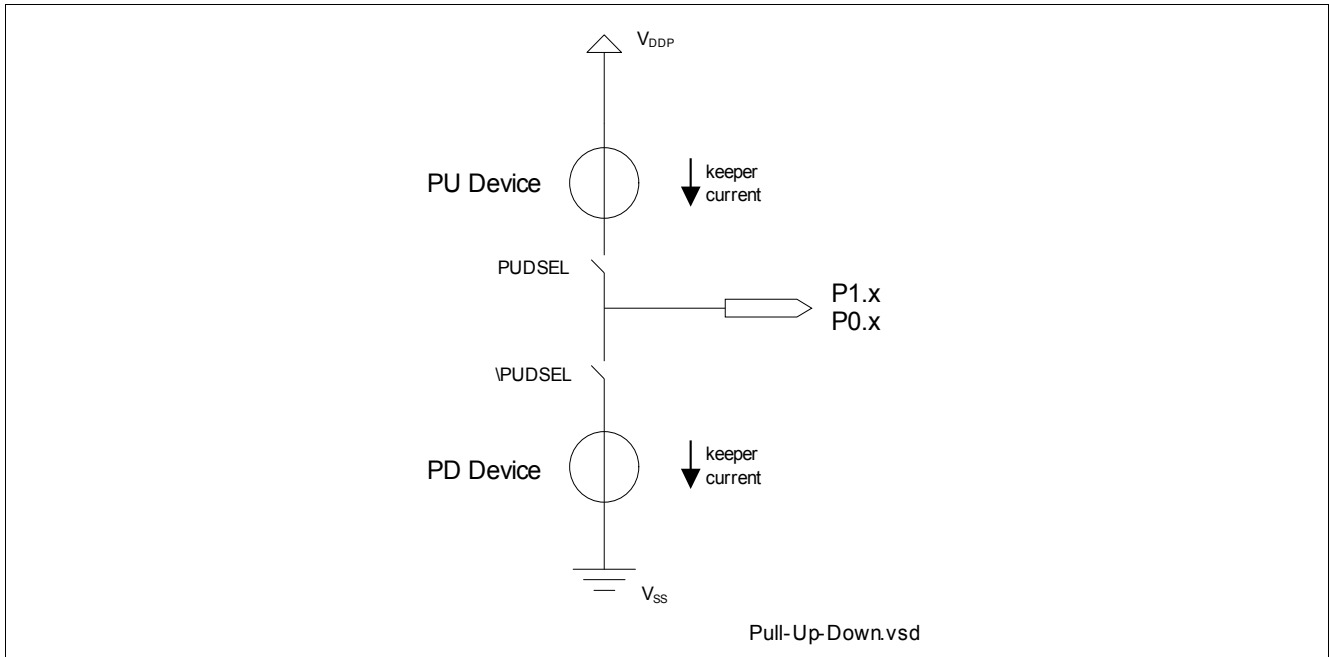 VDDP
PU Device
keeper
current
PUDSEL
P1.x
P0.x
\PUDSEL
PD Device
keeper
current
VSS
Pull-Up-Down.vsd